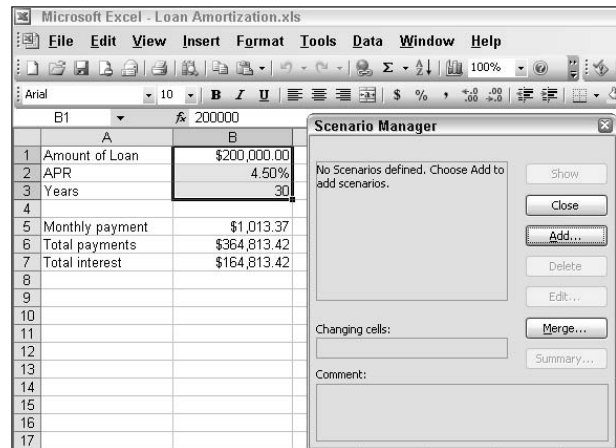 Microsoft Excel - Loan Amortization.xls
File Edit View Insert Format Tools Data Window Help
Σ 100%
Arial 10 B I U $ % ,
B1 fx 200000
A B
1 Amount of Loan $200,000.00
2 APR 4.50%
3 Years 30
4
5 Monthly payment $1,013.37
6 Total payments $364,813.42
7 Total interest $164,813.42
8
9
10
11
12
13
14
15
16
17
Scenario Manager
No Scenarios defined. Choose Add to
add scenarios.
Show
Close
Add...
Delete
Edit...
Changing cells:
Merge...
Summary...
Comment: